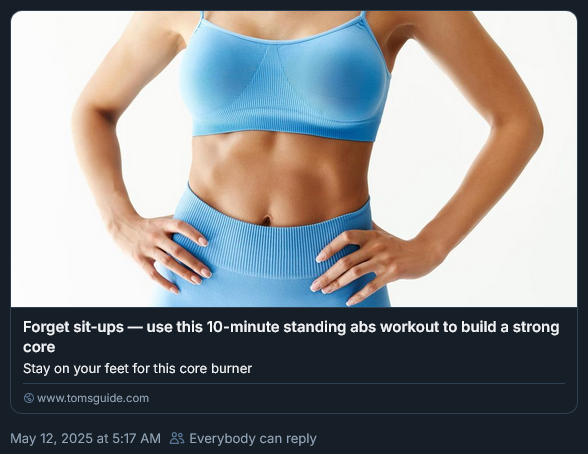 Forget sit-ups — use this 10-minute standing abs workout to build a strong
core
Stay on your feet for this core burner
www.tomsguide.com
May 12, 2025 at 5:17 AM Everybody can reply